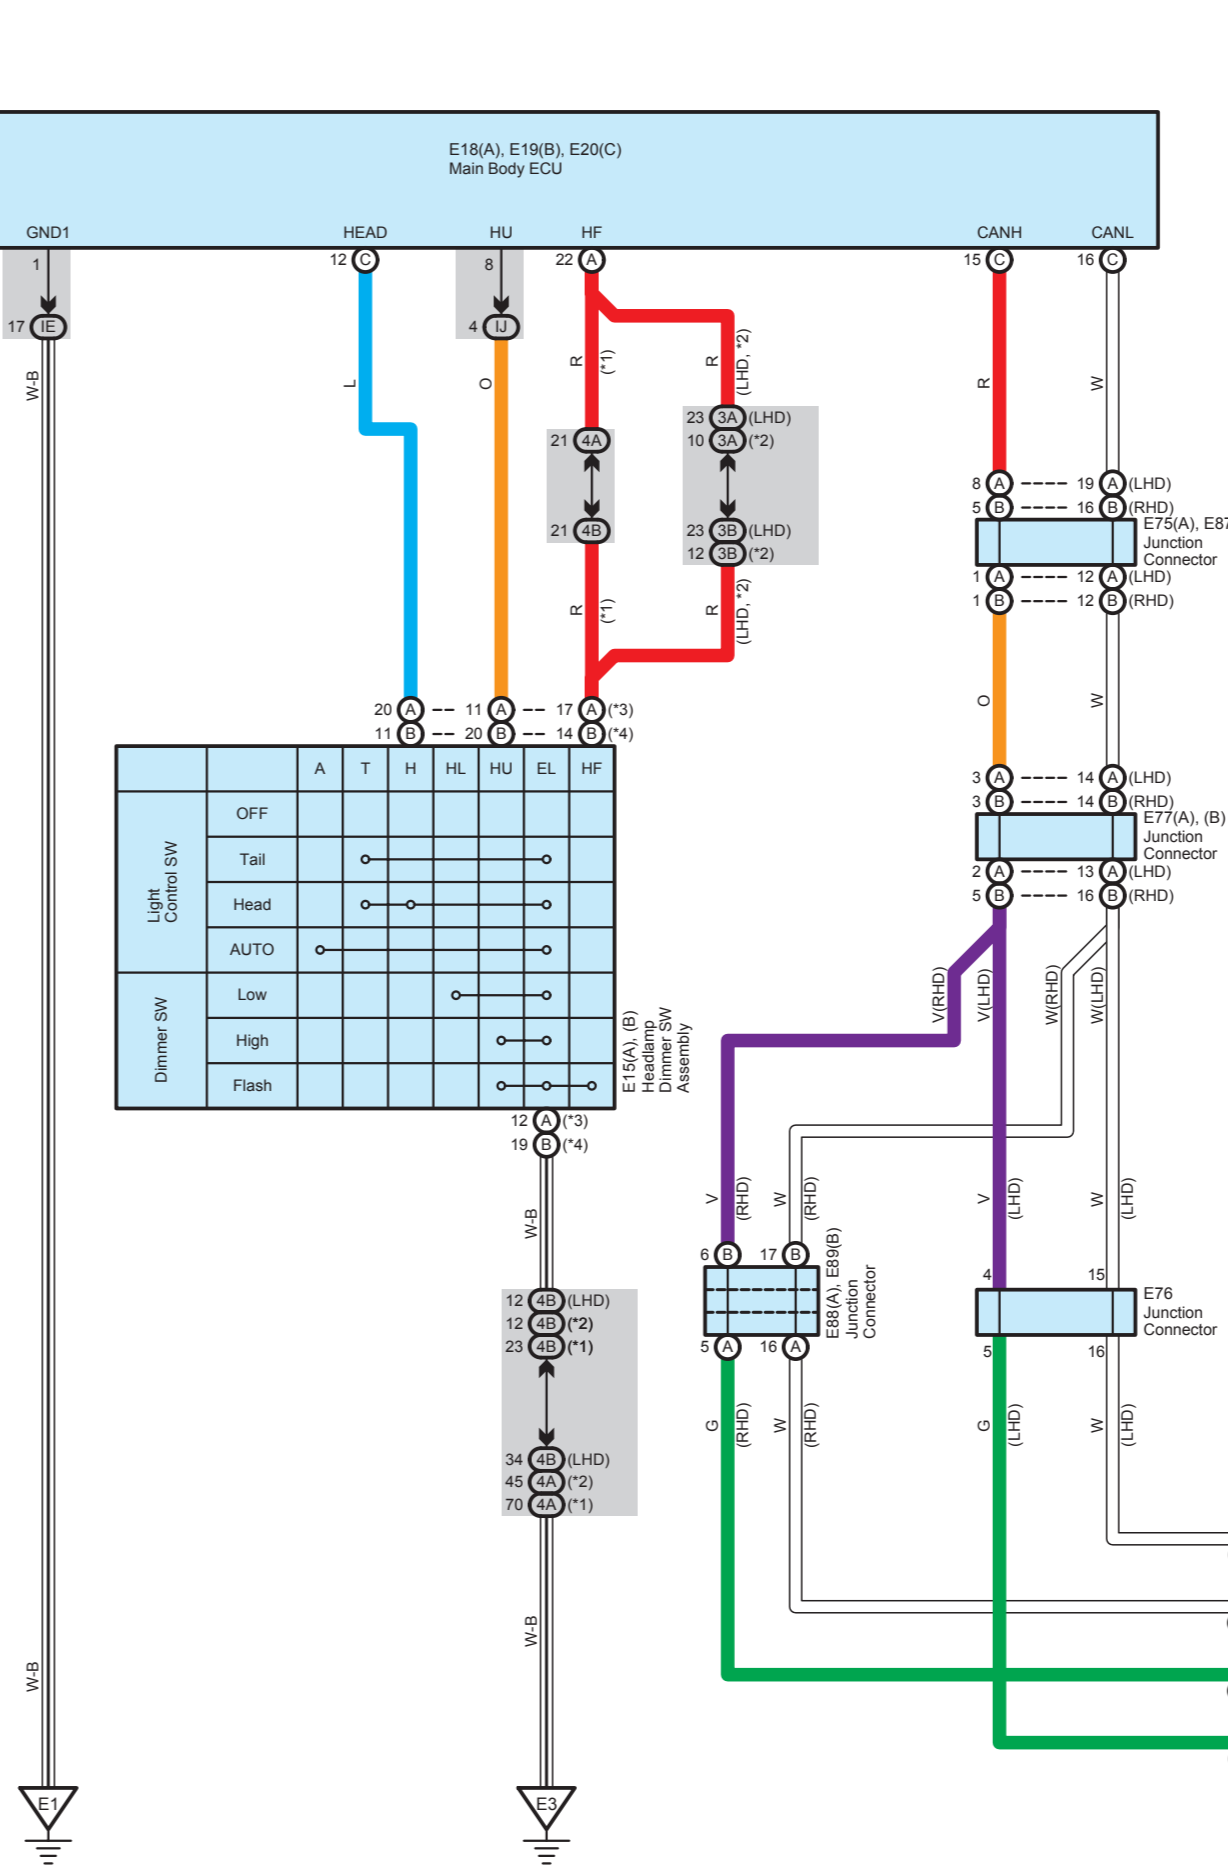 E18(A), E19(B), E20(C)
Main Body ECU
GND1 HEAD HU HF CANH CANL
1 12 C 8 22 A 15 C 16 C
17 IE 4 IJ
W-B L O R (*1) R (LHD, *2) R W
23 3A (LHD)
21 4A 10 3A (*2)
8 A 19 A (LHD)
5 B 16 B (RHD)
E75(A), E87
Junction
Connector
21 4B 23 3B (LHD)
12 3B (*2)
1 A 12 A (LHD)
1 B 12 B (RHD)
R (*1) R (LHD, *2)
O W
20 A 11 A 17 A (*3)
11 B 20 B 14 B (*4)
3 A 14 A (LHD)
3 B 14 B (RHD)
E77(A), (B)
Junction
Connector
2 A 13 A (LHD)
5 B 16 B (RHD)
A T H HL HU EL HF
Light
Control SW
OFF
Tail
Head
AUTO
Dimmer SW
Low
High
Flash
E15(A), (B)
Headlamp
Dimmer SW
Assembly
V(RHD) V(LHD) W(RHD) W(LHD)
12 A (*3)
19 B (*4)
W-B
V (RHD) W (RHD) V (LHD) W (LHD)
6 B 17 B
E88(A), E89(B)
Junction
Connector
5 A 16 A
4 15
E76
Junction
Connector
5 16
12 4B (LHD)
12 4B (*2)
23 4B (*1)
34 4B (LHD)
45 4A (*2)
70 4A (*1)
G (RHD) W (RHD) G (LHD) W (LHD)
W-B W-B
E1 E3